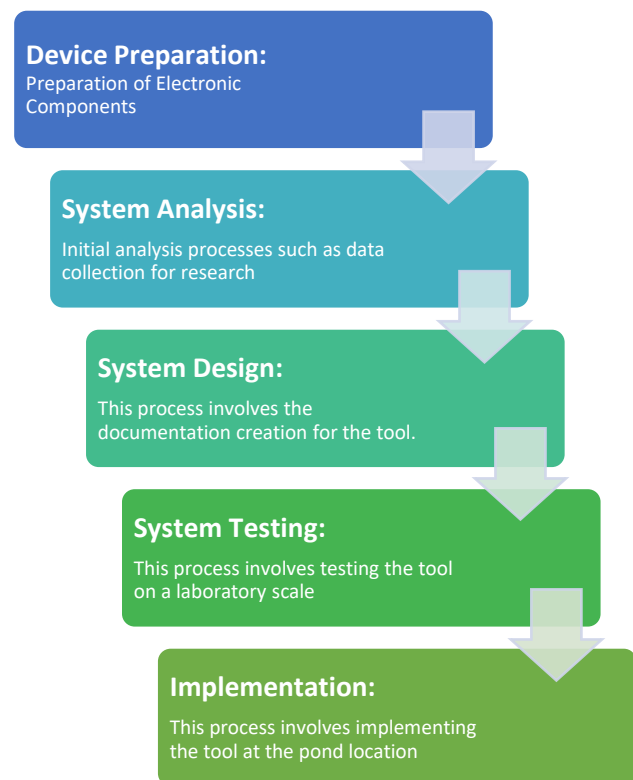 Device Preparation:
Preparation of Electronic
Components
System Analysis:
Initial analysis processes such as data
collection for research
System Design:
This process involves the
documentation creation for the tool.
System Testing:
This process involves testing the tool
on a laboratory scale
Implementation:
This process involves implementing
the tool at the pond location